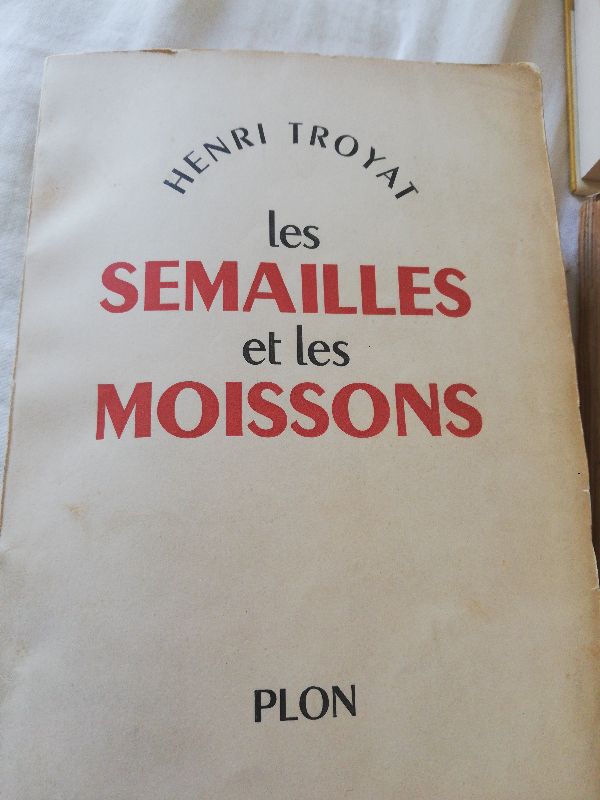 HENRI TROYAT
les
SEMAILLES
et les
MOISSONS
PLON